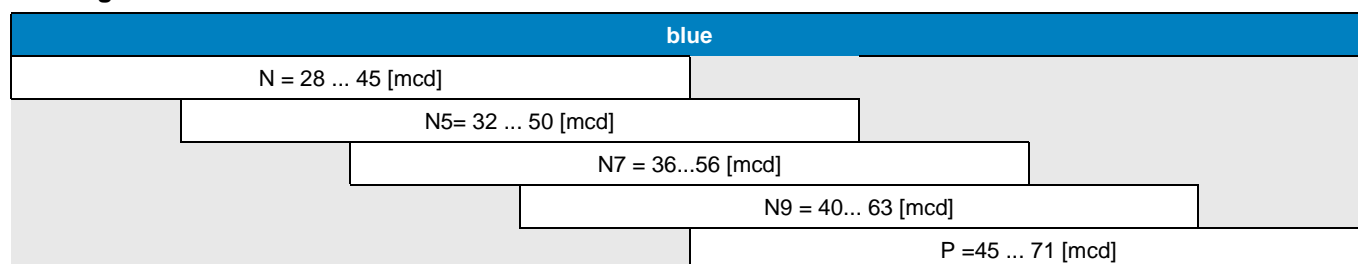 blue
N = 28 ... 45 [mcd]
N5= 32 ... 50 [mcd]
N7 = 36...56 [mcd]
N9 = 40... 63 [mcd]
P =45 ... 71 [mcd]